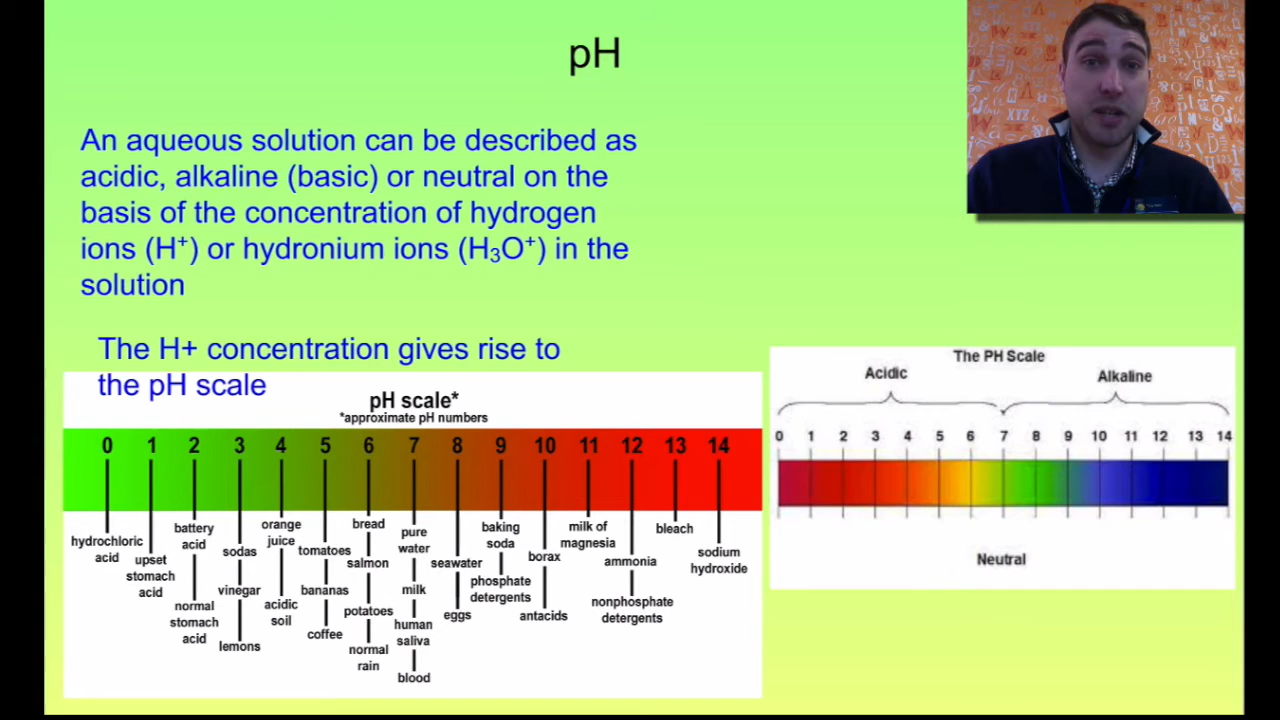 pH
An aqueous solution can be described as
acidic, alkaline (basic) or neutral on the
basis of the concentration of hydrogen
ions (H⁺) or hydronium ions (H₃O⁺) in the
solution
The H+ concentration gives rise to
the pH scale
pH scale*
*approximate pH numbers
0 1 2 3 4 5 6 7 8 9 10 11 12 13 14
hydrochloric
acid
upset
stomach
acid
battery
acid
normal
stomach
acid
sodas
vinegar
lemons
orange
juice
acidic
soil
tomatoes
bananas
coffee
bread
salmon
potatoes
normal
rain
pure
water
milk
human
saliva
blood
seawater
eggs
baking
soda
phosphate
detergents
borax
antacids
milk of
magnesia
ammonia
nonphosphate
detergents
bleach
sodium
hydroxide
The PH Scale
Acidic
Alkaline
0 1 2 3 4 5 6 7 8 9 10 11 12 13 14
Neutral